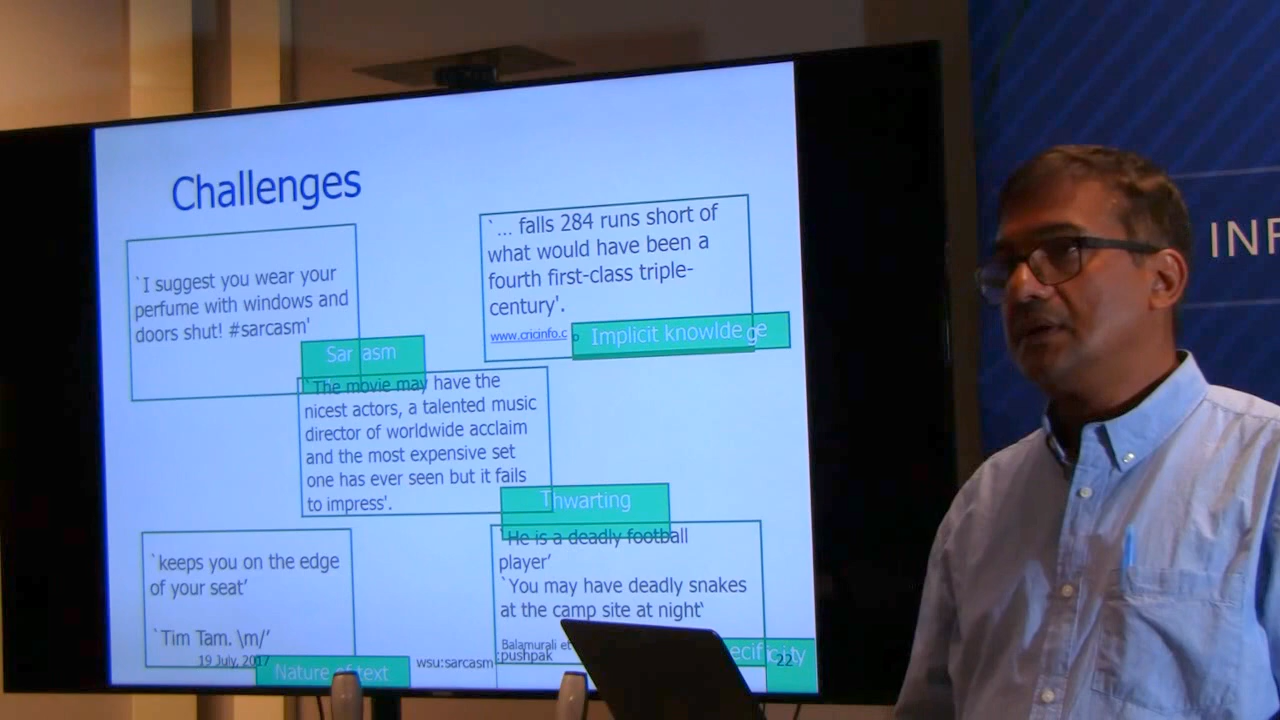 Challenges
`I suggest you wear your
perfume with windows and
doors shut! #sarcasm'
Sarcasm
`... falls 284 runs short of
what would have been a
fourth first-class triple-
century'.
www.cricinfo.c
Implicit knowldege
`The movie may have the
nicest actors, a talented music
director of worldwide acclaim
and the most expensive set
one has ever seen but it fails
to impress'.
Thwarting
`keeps you on the edge
of your seat'
`Tim Tam. \m/'
Nature of text
`He is a deadly football
player'
`You may have deadly snakes
at the camp site at night'
Balamurali et
19 July, 2017
wsu:sarcasm:pushpak
22
INF